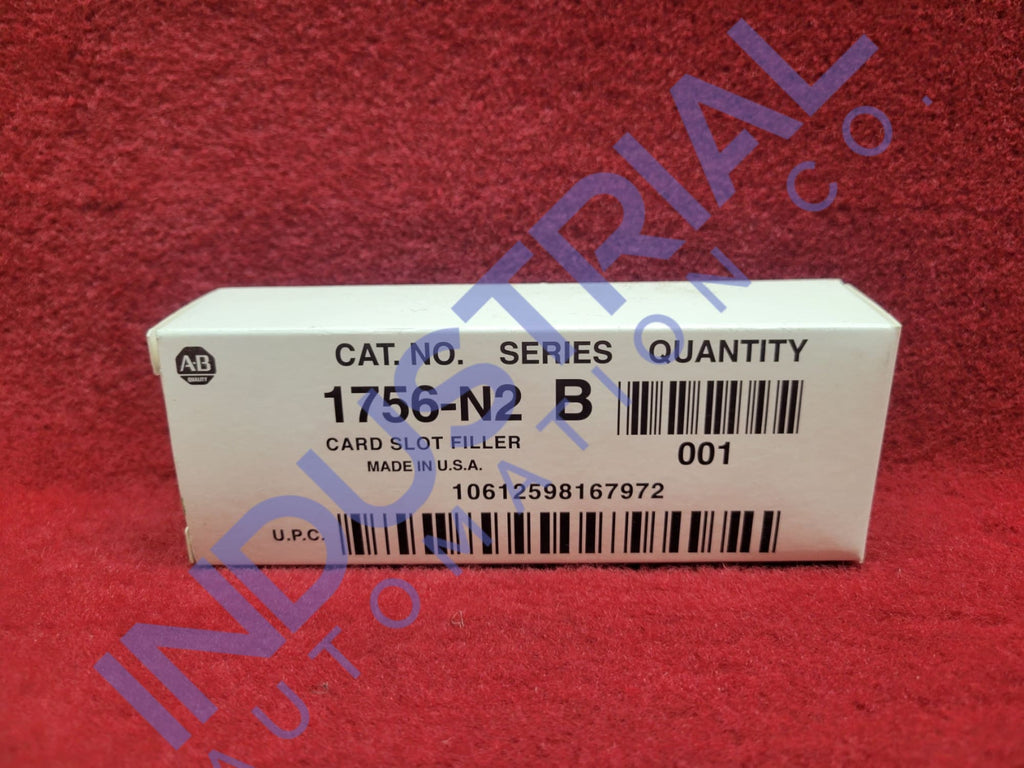 A-B
QUALITY
CAT. NO. SERIES QUANTITY
1756-N2 B
CARD SLOT FILLER
001
MADE IN U.S.A.
10612598167972
U.P.C.
INDUSTRIAL
AUTOMATION CO.